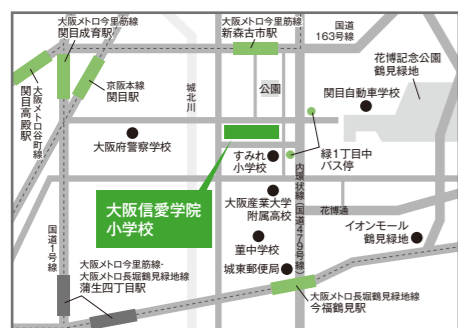 大阪メトロ今里筋線
関目成育駅
大阪メトロ今里筋線
新森古市駅
国道
163号線
花博記念公園
鶴見緑地
大阪メトロ谷町線
関目高殿駅
京阪本線
関目駅
城北川
公園
関目自動車学校
大阪府警察学校
すみれ
小学校
緑1丁目中
バス停
大阪信愛学院
小学校
大阪産業大学
附属高校
内環状線(国道479号線)
花博通
国道1号線
菫中学校
イオンモール
鶴見緑地
城東郵便局
大阪メトロ今里筋線・
大阪メトロ長堀鶴見緑地線
蒲生四丁目駅
大阪メトロ長堀鶴見緑地線
今福鶴見駅